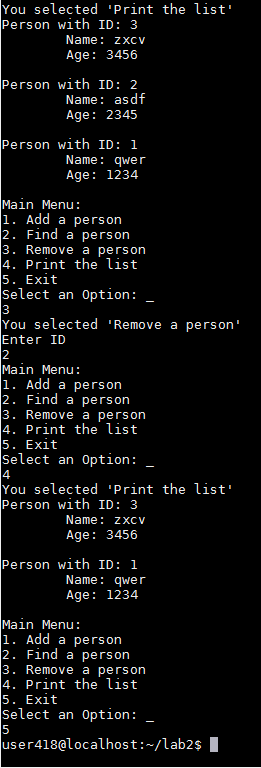 You selected 'Print the list'
Person with ID: 3
Name: zxcv
Age: 3456
Person with ID: 2
Name: asdf
Age: 2345
Person with ID: 1
Name: qwer
Age: 1234
Main Menu:
1. Add a person
2. Find a person
3. Remove a person
4. Print the list
5. Exit
Select an Option: _
3
You selected 'Remove a person'
Enter ID
2
Main Menu:
1. Add a person
2. Find a person
3. Remove a person
4. Print the list
5. Exit
Select an Option: _
4
You selected 'Print the list'
Person with ID: 3
Name: zxcv
Age: 3456
Person with ID: 1
Name: qwer
Age: 1234
Main Menu:
1. Add a person
2. Find a person
3. Remove a person
4. Print the list
5. Exit
Select an Option: _
5
user418@localhost:~/lab2$